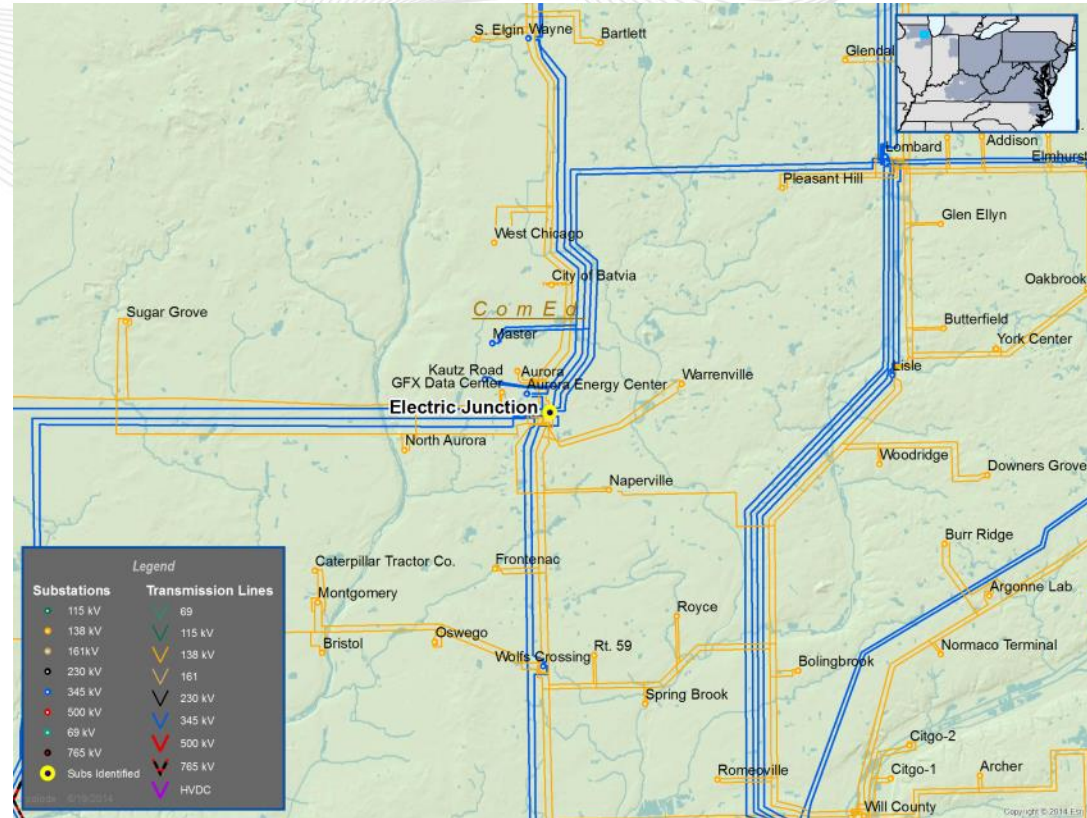 S. Elgin Wayne
Bartlett
Glendal
Lombard
Addison
Elmhurst
Pleasant Hill
Glen Ellyn
West Chicago
City of Batvia
Oakbrook
Sugar Grove
ComEd
Butterfield
Master
York Center
Kautz Road
Aurora
Lisle
GFX Data Center
Aurora Energy Center
Warrenville
Electric Junction
North Aurora
Woodridge
Downers Grove
Naperville
Burr Ridge
Caterpillar Tractor Co.
Frontenac
Argonne Lab
Montgomery
Royce
Bristol
Oswego
Rt. 59
Normaco Terminal
Wolfs Crossing
Bolingbrook
Spring Brook
Citgo-2
Romeoville
Citgo-1
Archer
Will County
Legend
Substations
Transmission Lines
115 kV
69
138 kV
115 kV
161kV
138 kV
230 kV
161
345 kV
230 kV
500 kV
345 kV
69 kV
500 kV
765 kV
765 kV
Subs Identified
HVDC
6/19/2014
Copyright © 2014 Esri